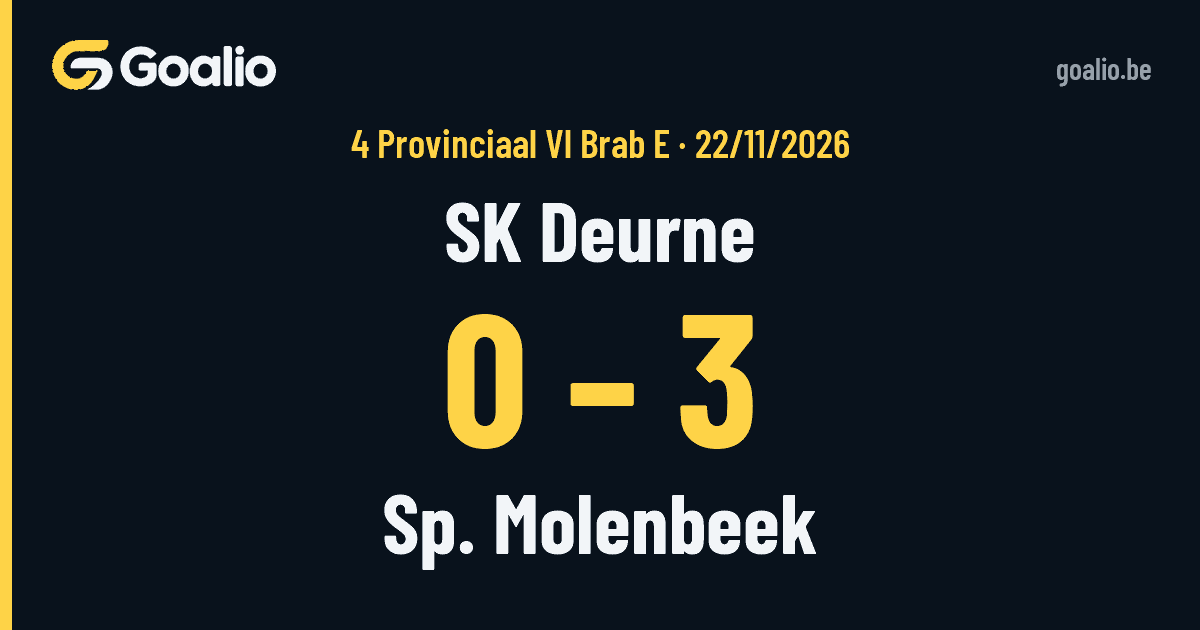 Goalio
goalio.be
4 Provinciaal Vl Brab E · 22/11/2026
SK Deurne
0 – 3
Sp. Molenbeek